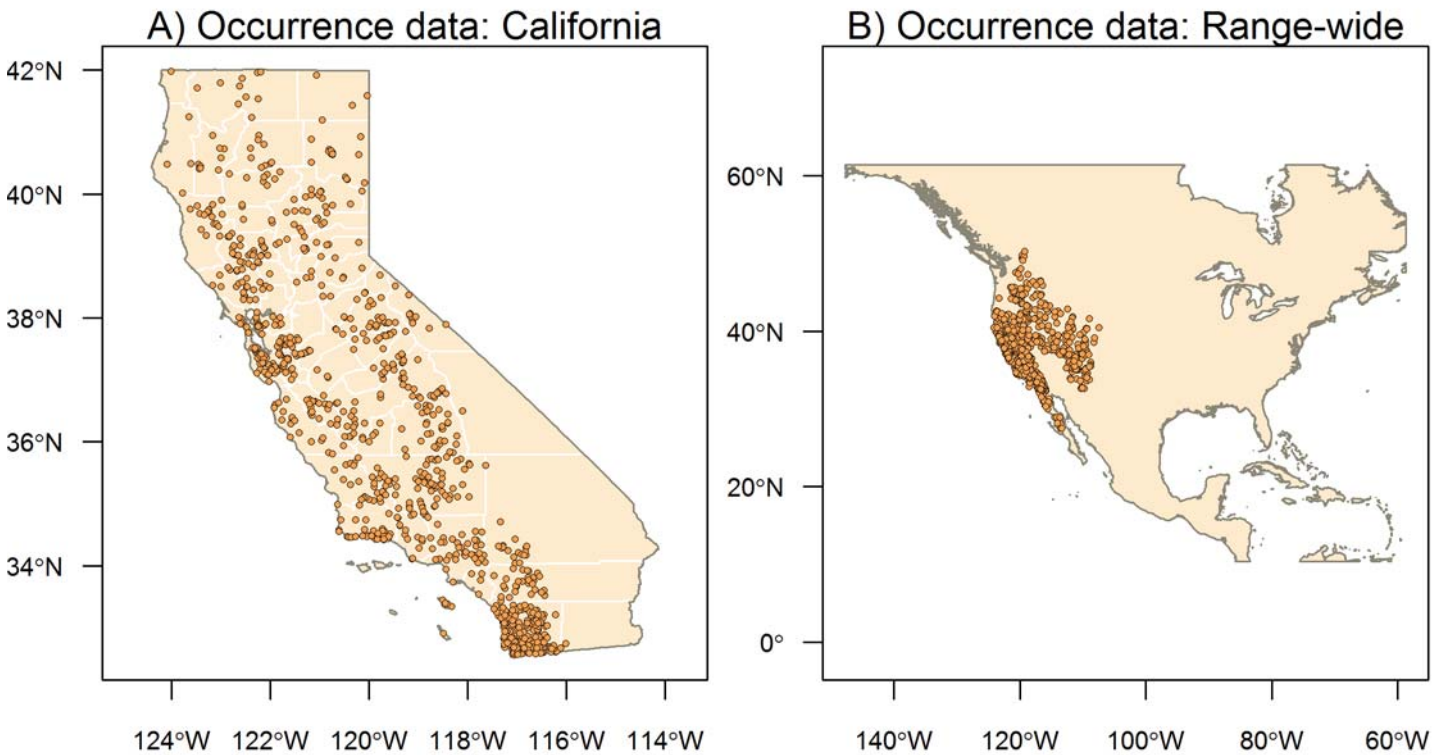 A) Occurrence data: California
42°N
40°N
38°N
36°N
34°N
124°W 122°W 120°W 118°W 116°W 114°W
B) Occurrence data: Range-wide
60°N
40°N
20°N
0°
140°W 120°W 100°W 80°W 60°W